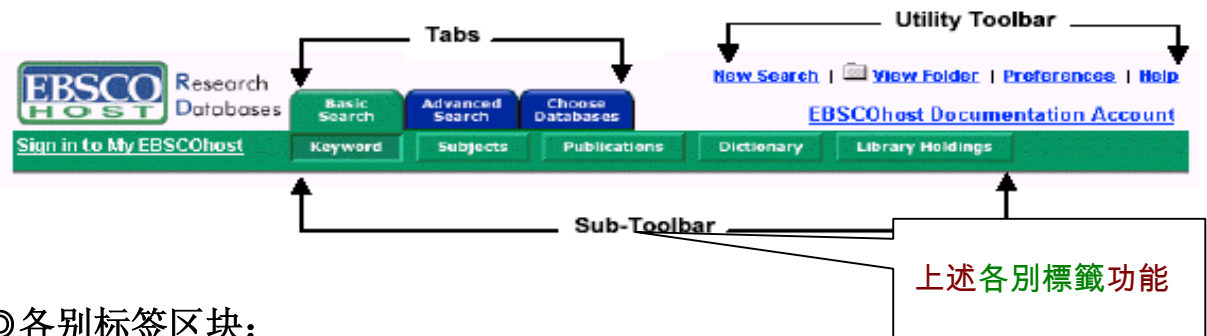 Utility Toolbar
Tabs
New Search | View Folder | Preferences | Help
EBSCO HOST Research Databases
Basic Search
Advanced Search
Choose Databases
EBSCOhost Documentation Account
Sign in to My EBSCOhost
Keyword Subjects Publications Dictionary Library Holdings
Sub-Toolbar
上述各別標籤功能
◎各别标签区块：